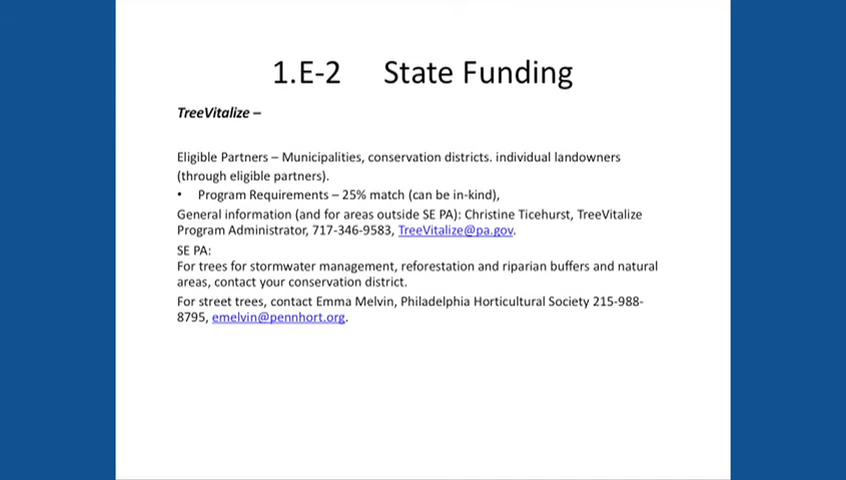 1.E-2 State Funding
TreeVitalize –
Eligible Partners – Municipalities, conservation districts. individual landowners
(through eligible partners).
• Program Requirements – 25% match (can be in-kind),
General information (and for areas outside SE PA): Christine Ticehurst, TreeVitalize
Program Administrator, 717-346-9583, TreeVitalize@pa.gov.
SE PA:
For trees for stormwater management, reforestation and riparian buffers and natural
areas, contact your conservation district.
For street trees, contact Emma Melvin, Philadelphia Horticultural Society 215-988-
8795, emelvin@pennhort.org.